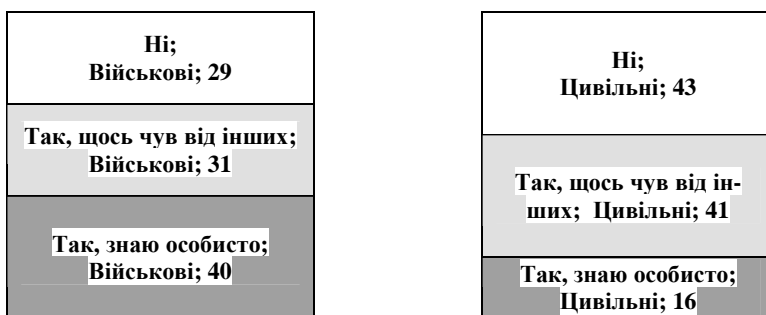 Ні;
Військові; 29
Так, щось чув від інших;
Військові; 31
Так, знаю особисто;
Військові; 40
Ні;
Цивільні; 43
Так, щось чув від ін-
ших; Цивільні; 41
Так, знаю особисто;
Цивільні; 16